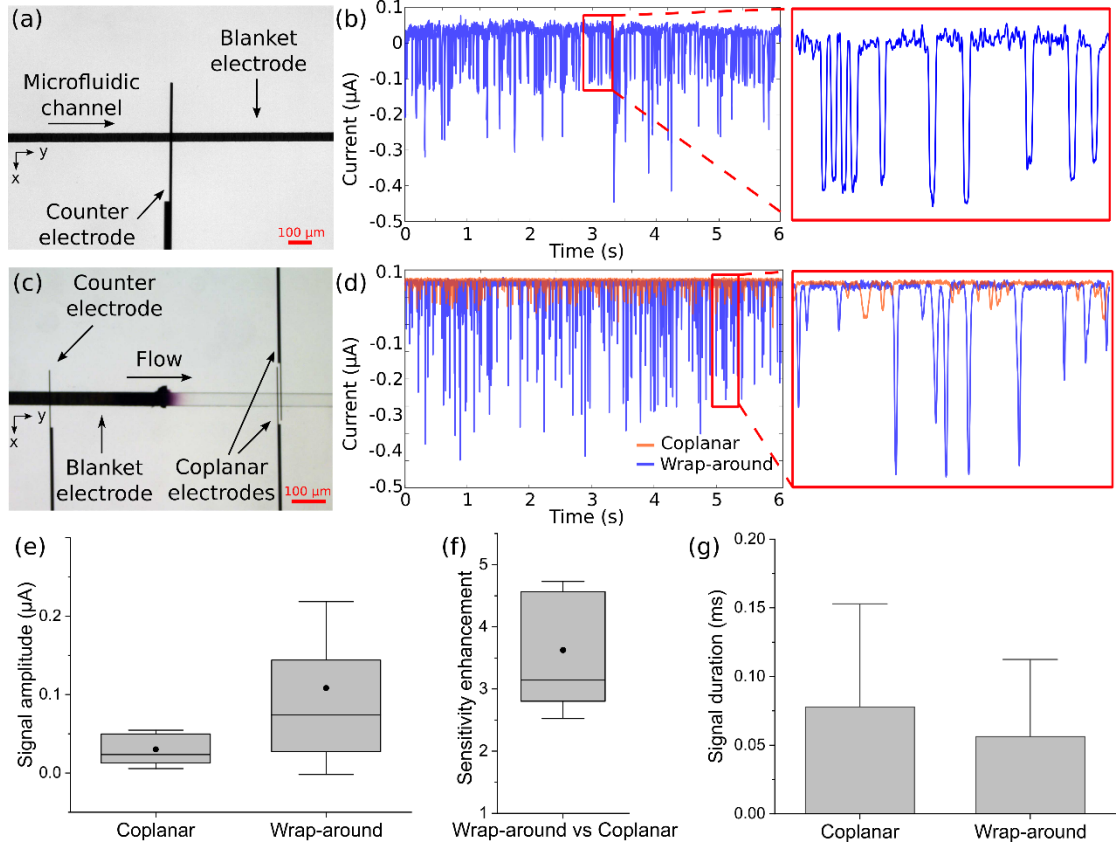 (a)
Blanket
electrode
Microfluidic
channel
y
x
Counter
electrode
100 μm
(b)
0.1
0
-0.1
-0.2
-0.3
-0.4
-0.5
Current (μA)
0 1 2 3 4 5 6
Time (s)
(c)
Counter
electrode
Flow
y
x
Blanket
electrode
Coplanar
electrodes
100 μm
(d)
0.1
0
-0.1
-0.2
-0.3
-0.4
-0.5
Current (μA)
Coplanar
Wrap-around
0 1 2 3 4 5 6
Time (s)
(e)
Signal amplitude (μA)
0.2
0.1
0.0
Coplanar Wrap-around
(f)
Sensitivity enhancement
5
4
3
2
1
Wrap-around vs Coplanar
(g)
Signal duration (ms)
0.20
0.15
0.10
0.05
0.00
Coplanar Wrap-around